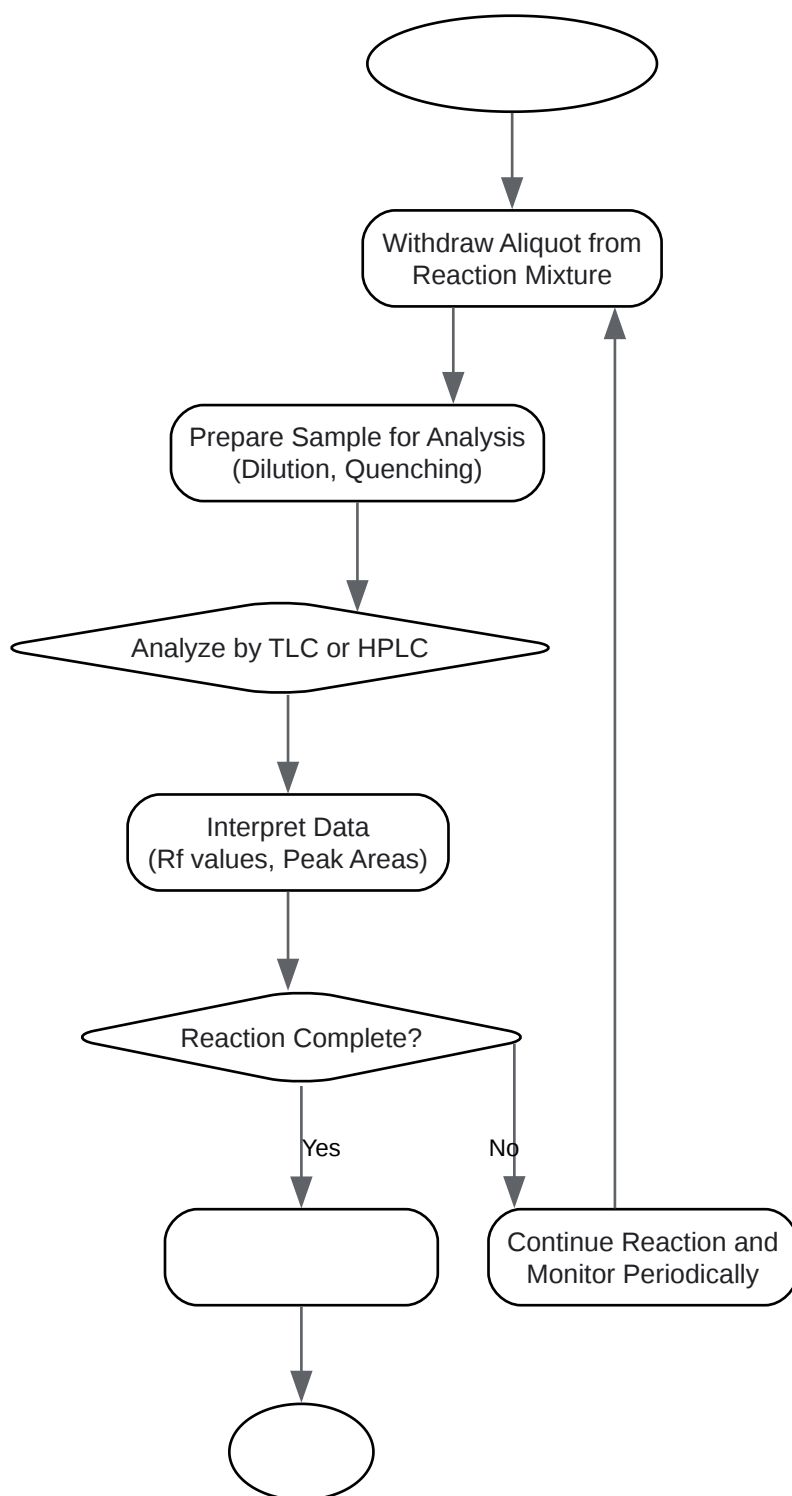 Withdraw Aliquot from
Reaction Mixture
Prepare Sample for Analysis
(Dilution, Quenching)
Analyze by TLC or HPLC
Interpret Data
(Rf values, Peak Areas)
Reaction Complete?
Yes
No
Continue Reaction and
Monitor Periodically